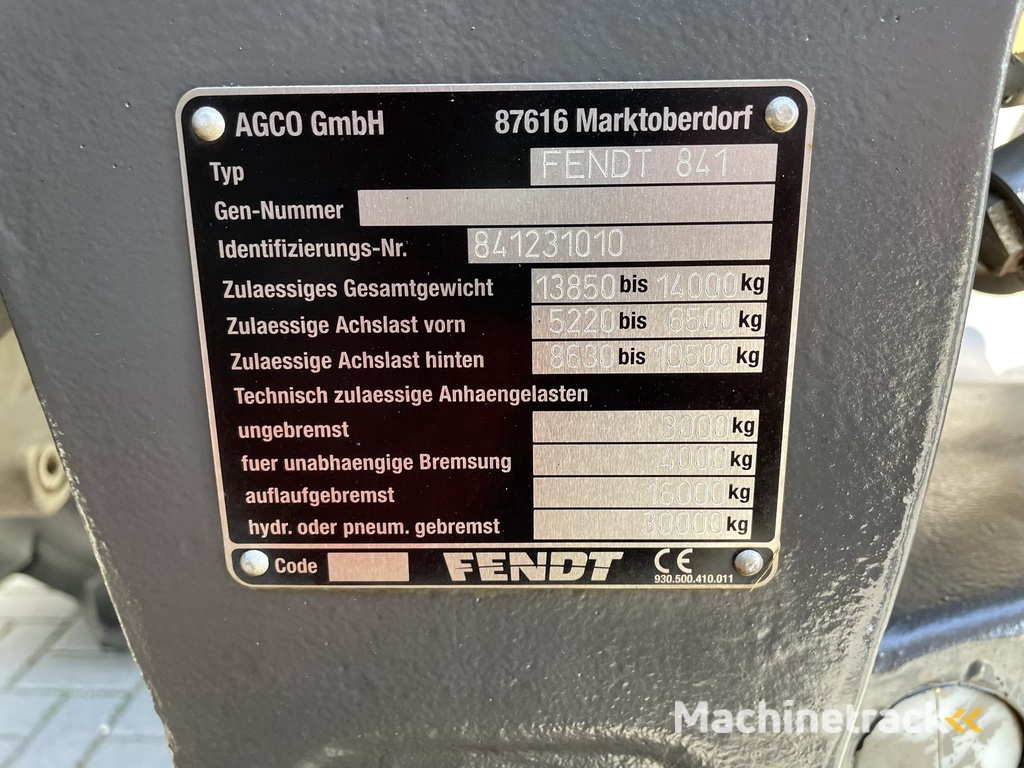 AGCO GmbH 87616 Marktoberdorf
Typ FENDT 841
Gen-Nummer
Identifizierungs-Nr. 841231010
Zulaessiges Gesamtgewicht 13850 bis 14000 kg
Zulaessige Achslast vorn 5220 bis 6500 kg
Zulaessige Achslast hinten 8630 bis 10500 kg
Technisch zulaessige Anhaengelasten
ungebremst 3000 kg
fuer unabhaengige Bremsung 4000 kg
auflaufgebremst 16000 kg
hydr. oder pneum. gebremst 30000 kg
Code FENDT CE
930.500.410.011
Machinetrack